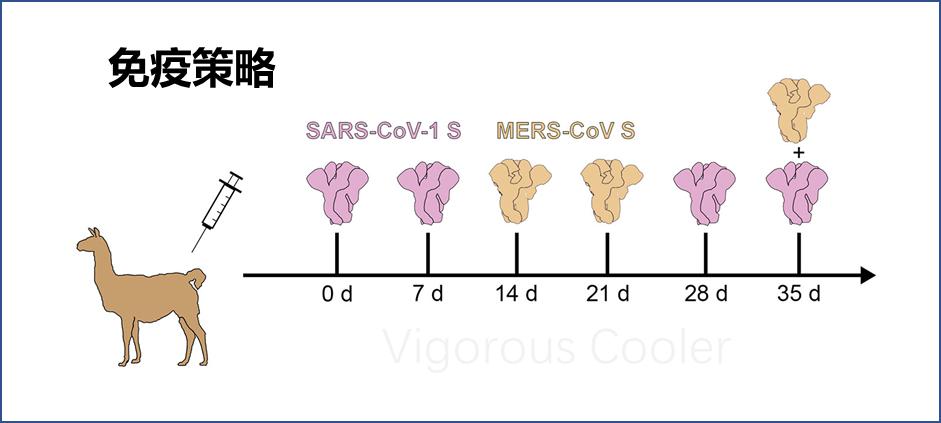 免疫策略
SARS-CoV-1 S MERS-CoV S
+
0 d 7 d 14 d 21 d 28 d 35 d
Vigorous Cooler